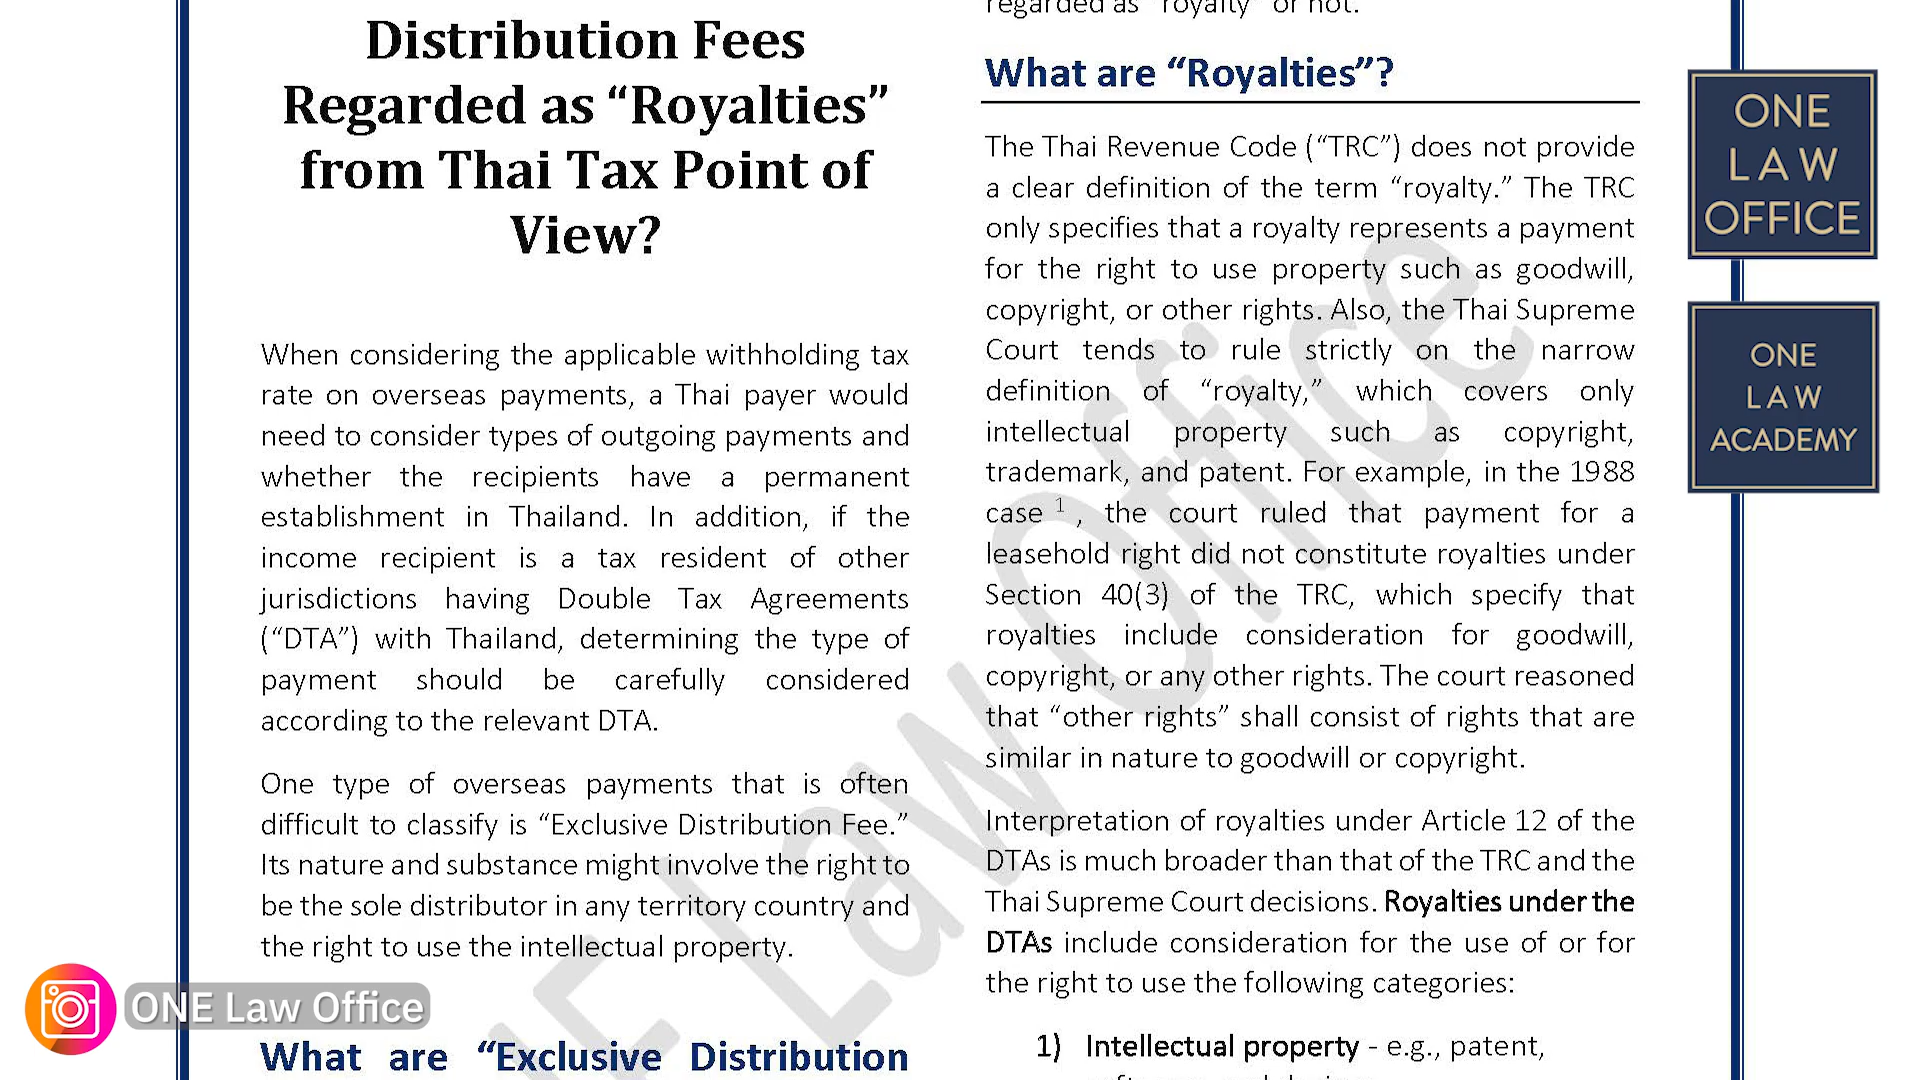 Distribution Fees
Regarded as “Royalties”
from Thai Tax Point of
View?
When considering the applicable withholding tax
rate on overseas payments, a Thai payer would
need to consider types of outgoing payments and
whether the recipients have a permanent
establishment in Thailand. In addition, if the
income recipient is a tax resident of other
jurisdictions having Double Tax Agreements
(“DTA”) with Thailand, determining the type of
payment should be carefully considered
according to the relevant DTA.
One type of overseas payments that is often
difficult to classify is “Exclusive Distribution Fee.”
Its nature and substance might involve the right to
be the sole distributor in any territory country and
the right to use the intellectual property.
What are “Exclusive Distribution
regarded as “royalty” or not.
What are “Royalties”?
The Thai Revenue Code (“TRC”) does not provide
a clear definition of the term “royalty.” The TRC
only specifies that a royalty represents a payment
for the right to use property such as goodwill,
copyright, or other rights. Also, the Thai Supreme
Court tends to rule strictly on the narrow
definition of “royalty,” which covers only
intellectual property such as copyright,
trademark, and patent. For example, in the 1988
case 1 , the court ruled that payment for a
leasehold right did not constitute royalties under
Section 40(3) of the TRC, which specify that
royalties include consideration for goodwill,
copyright, or any other rights. The court reasoned
that “other rights” shall consist of rights that are
similar in nature to goodwill or copyright.
Interpretation of royalties under Article 12 of the
DTAs is much broader than that of the TRC and the
Thai Supreme Court decisions. Royalties under the
DTAs include consideration for the use of or for
the right to use the following categories:
1) Intellectual property - e.g., patent,
ONE
LAW
OFFICE
ONE
LAW
ACADEMY
ONE Law Office
Law Office